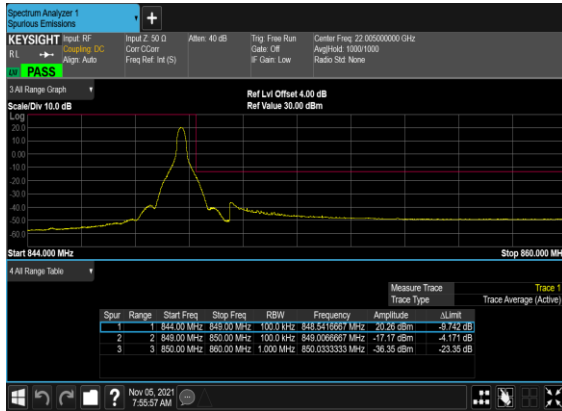 Spectrum Analyzer 1
Spurious Emissions
+
KEYSIGHT Input: RF Input Z: 50 Ω Atten: 40 dB Trig: Free Run Center Freq: 22.005000000 GHz
RL Coupling: DC Corr CCorr Gate: Off Avg|Hold: 1000/1000
Align: Auto Freq Ref: Int (S) IF Gain: Low Radio Std: None
LV PASS
3 All Range Graph
Ref Lvl Offset 4.00 dB
Scale/Div 10.0 dB Ref Value 30.00 dBm
Log
20.0
10.0
0.00
-10.0
-20.0
-30.0
-40.0
-50.0
-60.0
Start 844.000 MHz Stop 860.000 MH
4 All Range Table
Measure Trace Trace 1
Trace Type Trace Average (Active)
Spur Range Start Freq Stop Freq RBW Frequency Amplitude ΔLimit
1 1 844.00 MHz 849.00 MHz 100.0 kHz 848.5416667 MHz 20.26 dBm -9.742 dB
2 2 849.00 MHz 850.00 MHz 100.0 kHz 849.0066667 MHz -17.17 dBm -4.171 dB
3 3 850.00 MHz 860.00 MHz 1.000 MHz 850.0333333 MHz -36.35 dBm -23.35 dB
? Nov 05, 2021
7:55:57 AM